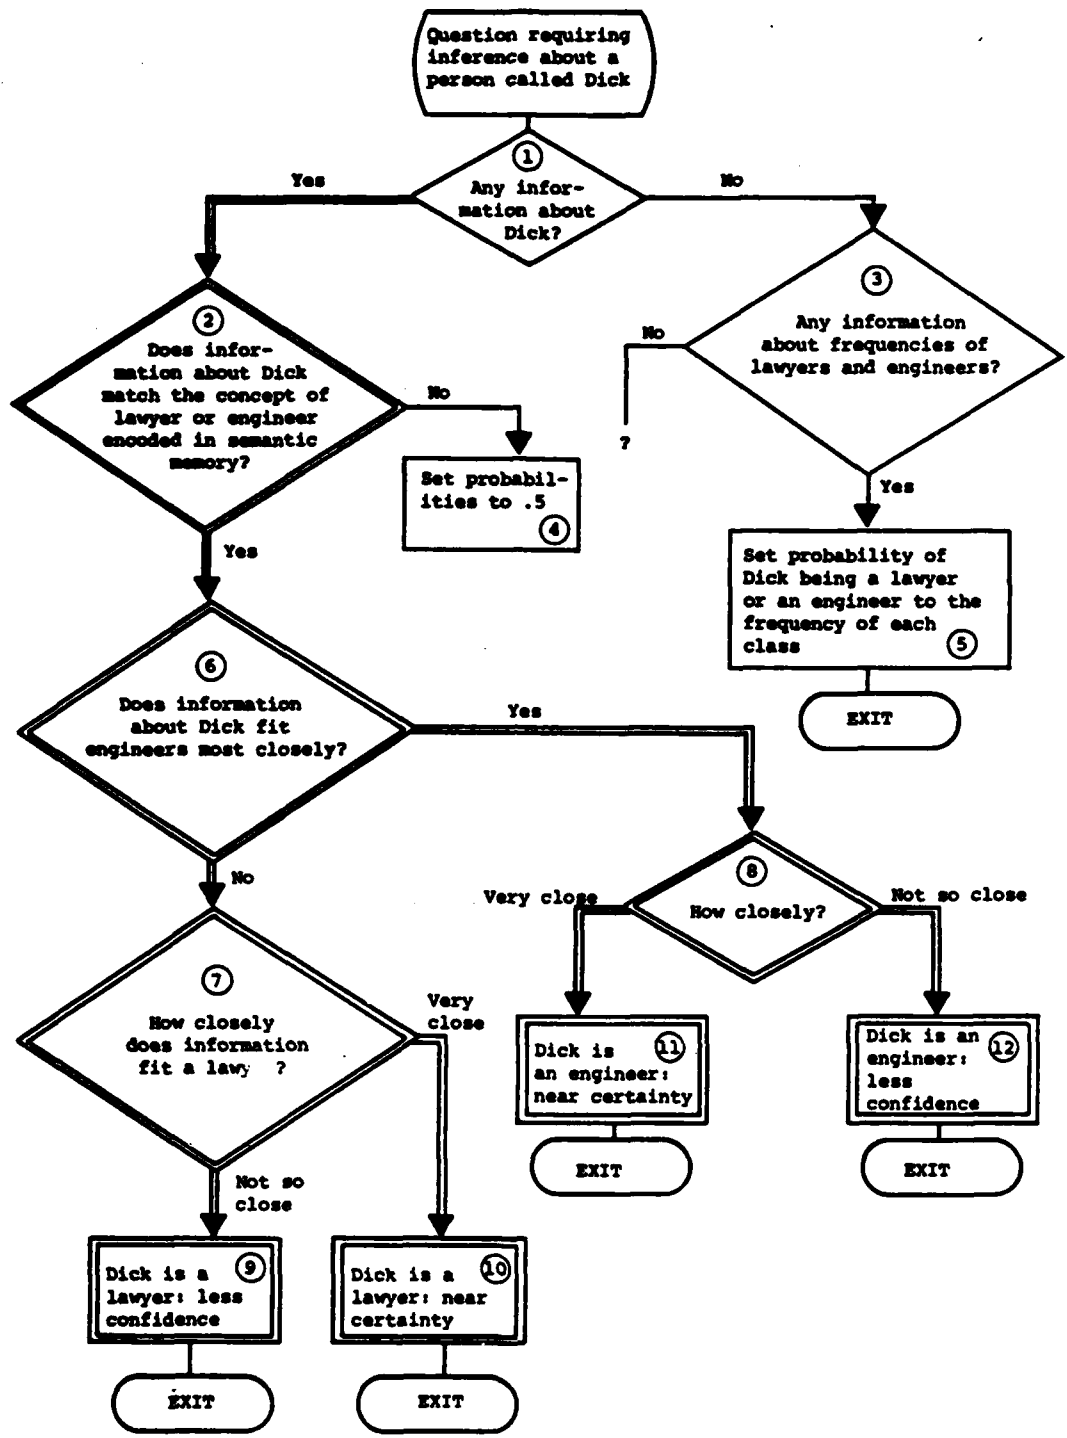 Question requiring
inference about a
person called Dick
1
Any infor-
mation about
Dick?
Yes
No
2
Does infor-
mation about Dick
match the concept of
lawyer or engineer
encoded in semantic
memory?
3
Any information
about frequencies of
lawyers and engineers?
No
?
No
Set probabil-
ities to .5
4
Yes
Yes
Set probability of
Dick being a lawyer
or an engineer to the
frequency of each
class
5
EXIT
6
Does information
about Dick fit
engineers most closely?
Yes
No
8
How closely?
Very close
Not so close
7
How closely
does information
fit a lawy ?
Very
close
Not so
close
11
Dick is
an engineer:
near certainty
12
Dick is an
engineer:
less
confidence
EXIT
EXIT
9
Dick is a
lawyer: less
confidence
10
Dick is a
lawyer: near
certainty
EXIT
EXIT